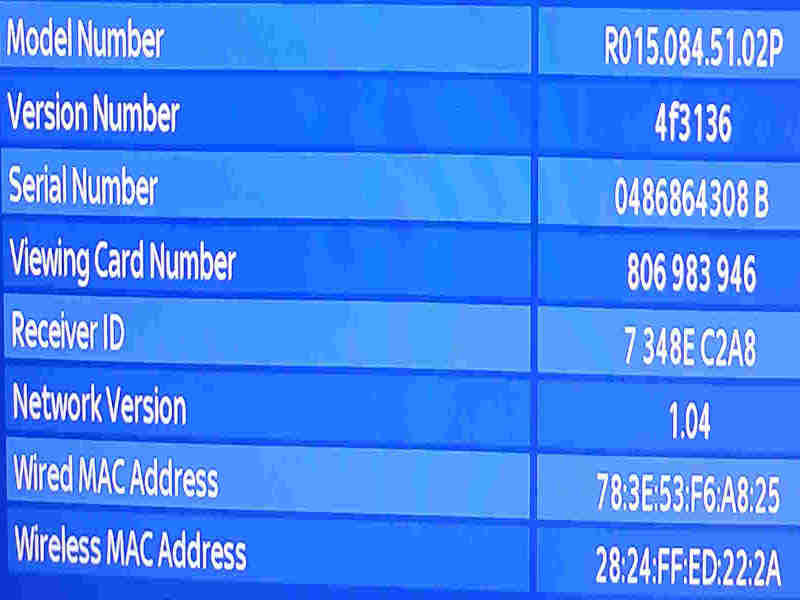 Model Number R015.084.51.02P
Version Number 4f3136
Serial Number 0486864308 B
Viewing Card Number 806 983 946
Receiver ID 7 348E C2A8
Network Version 1.04
Wired MAC Address 78:3E:53:F6:A8:25
Wireless MAC Address 28:24:FF:ED:22:2A